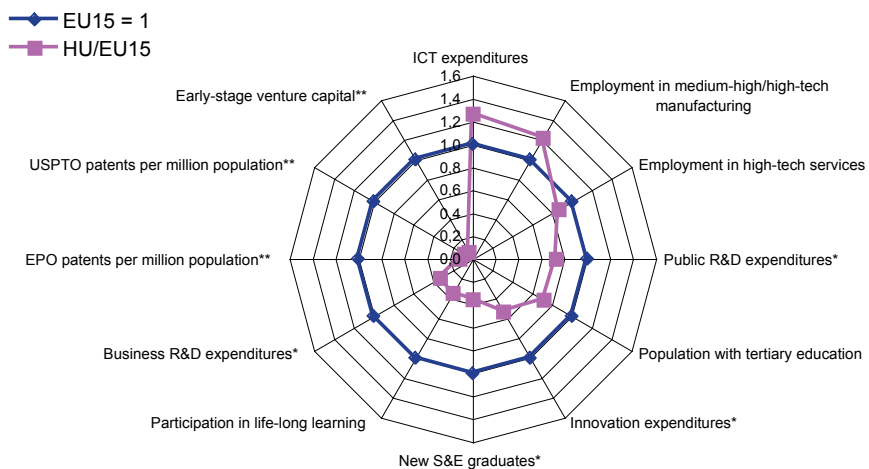 EU15 = 1
HU/EU15
ICT expenditures
Employment in medium-high/high-tech
manufacturing
Employment in high-tech services
Public R&D expenditures*
Population with tertiary education
Innovation expenditures*
New S&E graduates*
Participation in life-long learning
Business R&D expenditures*
EPO patents per million population**
USPTO patents per million population**
Early-stage venture capital**
1,6
1,4
1,2
1,0
0,8
0,6
0,4
0,2
0,0